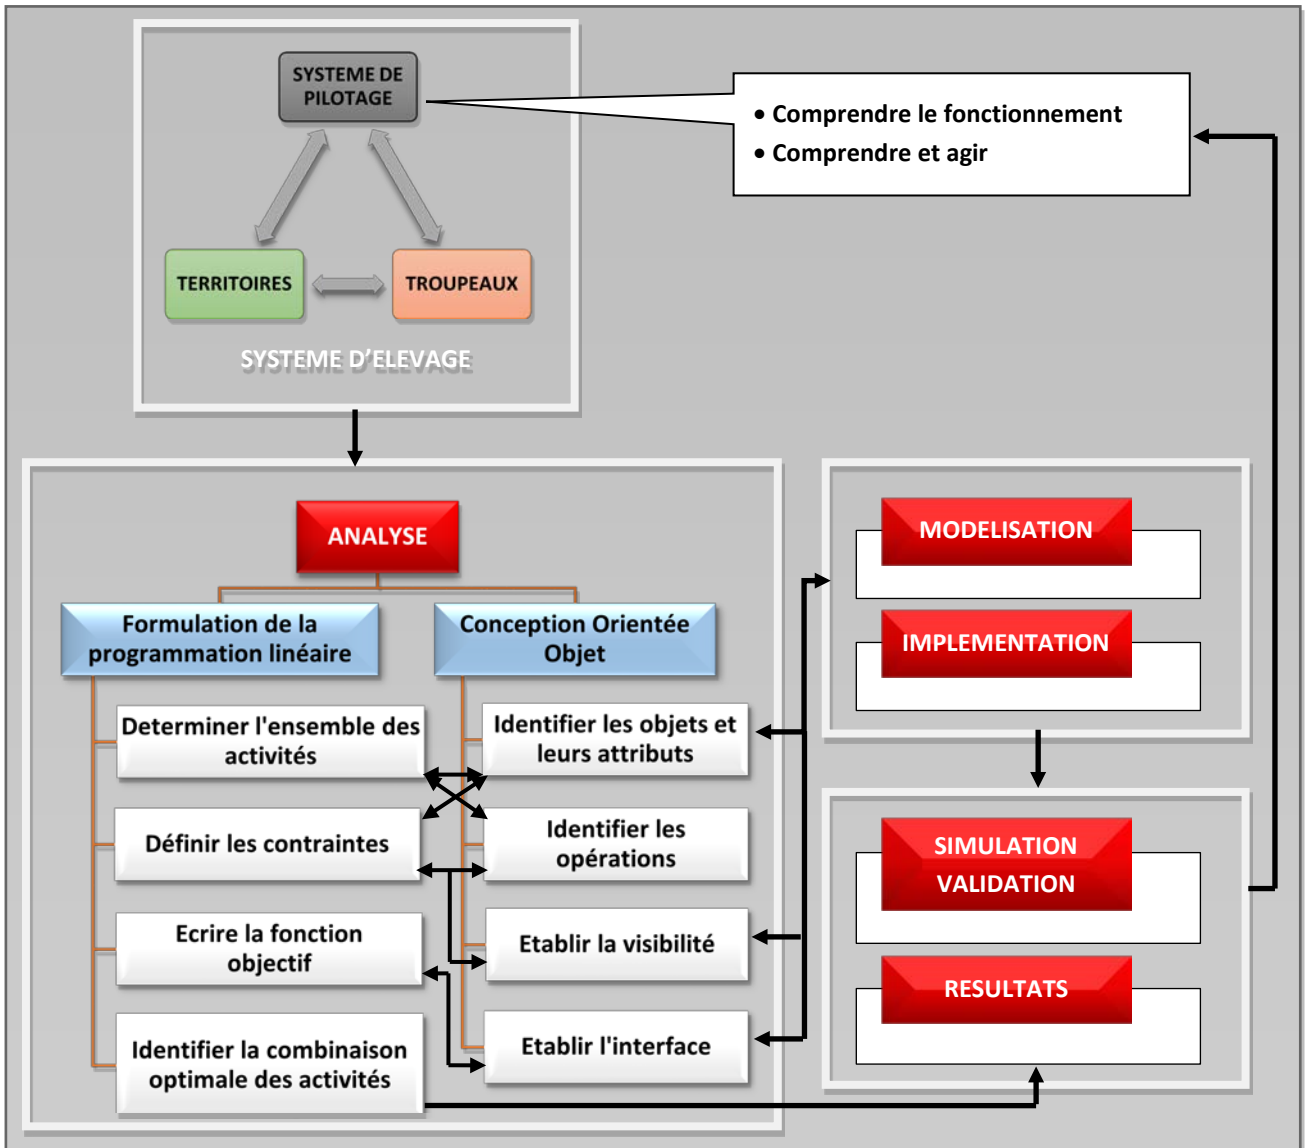 SYSTEME DE
PILOTAGE
• Comprendre le fonctionnement
• Comprendre et agir
TERRITOIRES
TROUPEAUX
SYSTEME D'ELEVAGE
ANALYSE
Formulation de la
programmation linéaire
Conception Orientée
Objet
Determiner l'ensemble des
activités
Identifier les objets et
leurs attributs
Définir les contraintes
Identifier les
opérations
Ecrire la fonction
objectif
Etablir la visibilité
Identifier la combinaison
optimale des activités
Etablir l'interface
MODELISATION
IMPLEMENTATION
SIMULATION
VALIDATION
RESULTATS